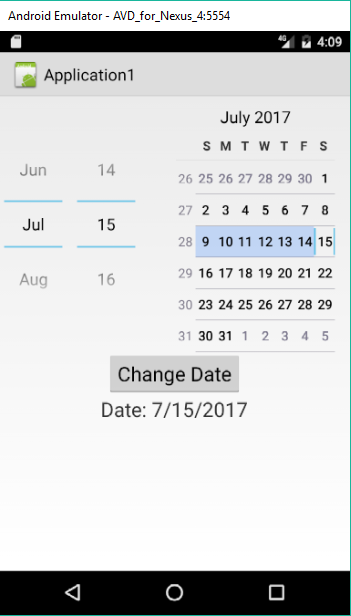 Android Emulator - AVD_for_Nexus_4:5554
4G 4:09
Application1
Jun 14
Jul 15
Aug 16
July 2017
S M T W T F S
26 25 26 27 28 29 30 1
27 2 3 4 5 6 7 8
28 9 10 11 12 13 14 15
29 16 17 18 19 20 21 22
30 23 24 25 26 27 28 29
31 30 31 1 2 3 4 5
Change Date
Date: 7/15/2017